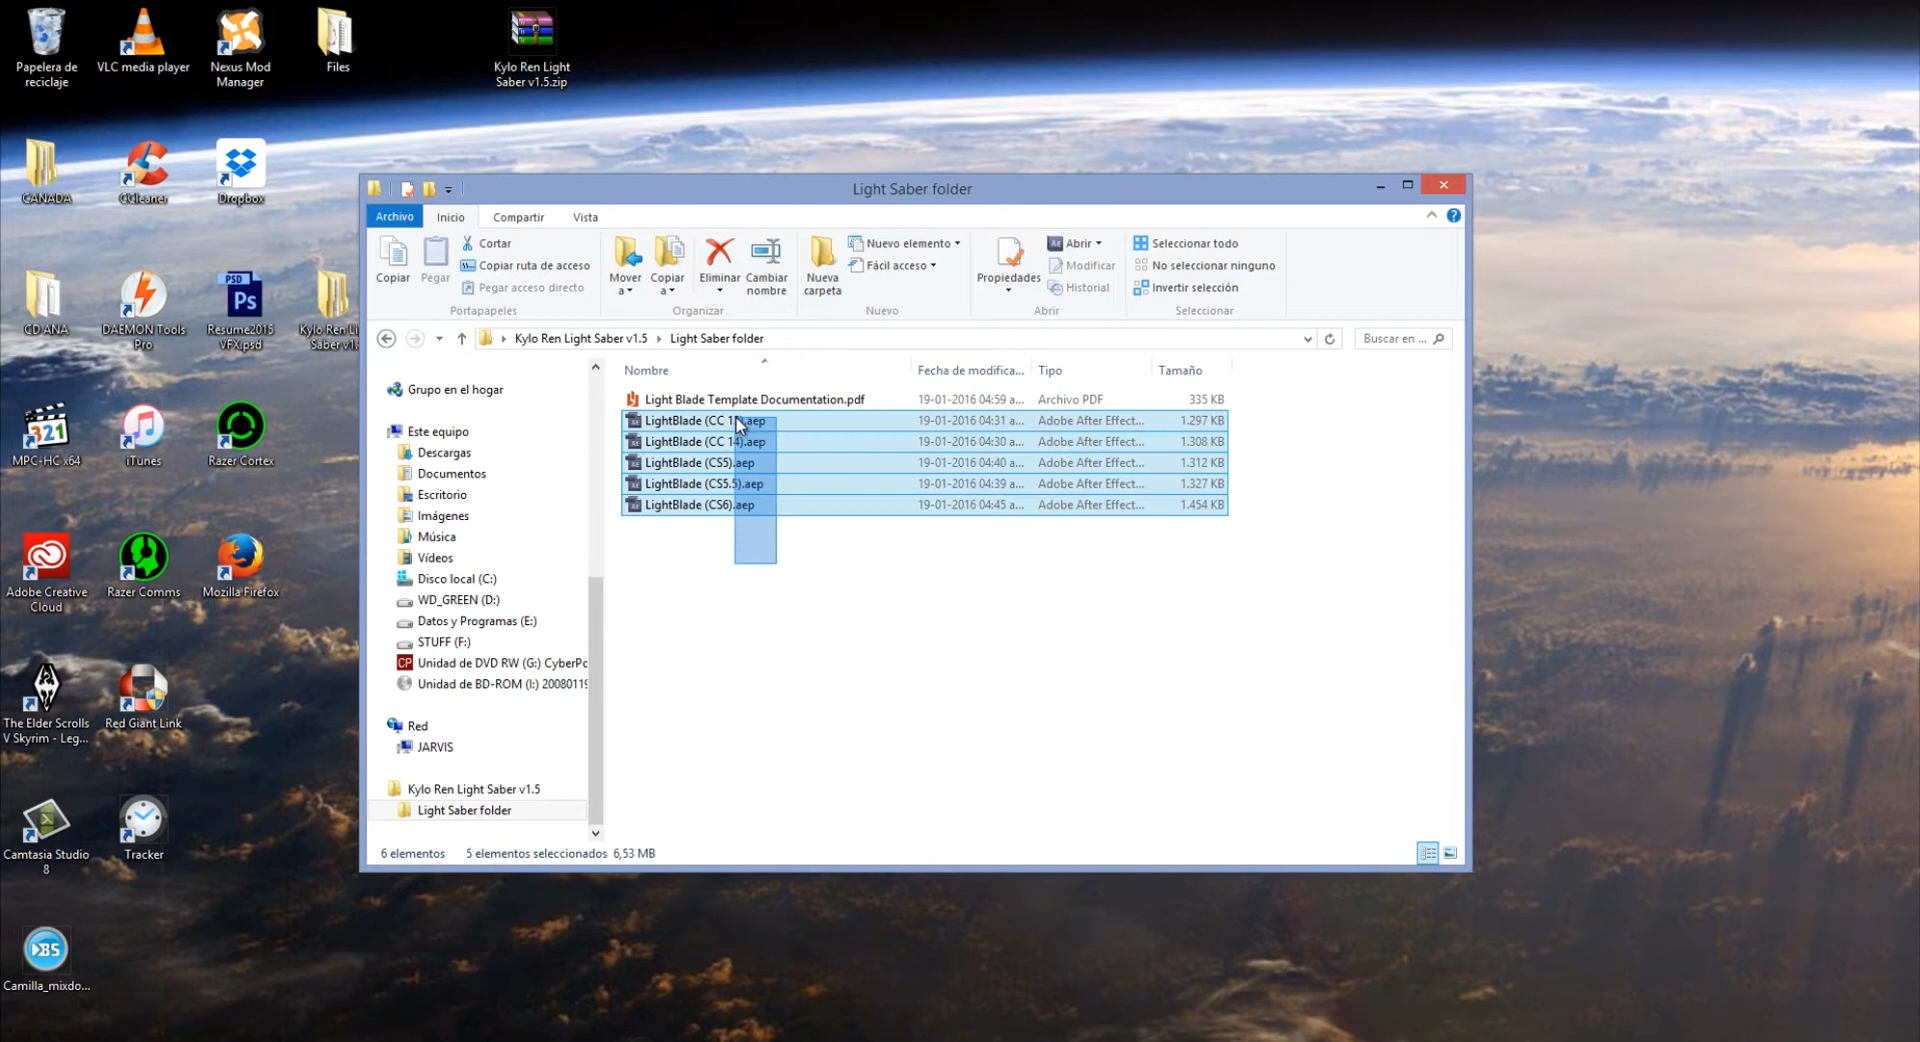 Papelera de
reciclaje
VLC media player
Nexus Mod
Manager
Files
Kylo Ren Light
Saber v1.5.zip
CANADA
CCleaner
Dropbox
CD ANA
DAEMON Tools
Pro
PSD
Ps
Resume2015
VFX.psd
Kylo Ren Li
Saber v1.
321
MPC-HC x64
iTunes
Razer Cortex
Adobe Creative
Cloud
Razer Comms
Mozilla Firefox
The Elder Scrolls
V Skyrim - Leg...
Red Giant Link
Camtasia Studio
8
Tracker
BS
Camilla_mixdo...
Light Saber folder
Archivo
Inicio
Compartir
Vista
Copiar
Pegar
Cortar
Copiar ruta de acceso
Pegar acceso directo
Portapapeles
Mover
a
Copiar
a
Eliminar
Cambiar
nombre
Organizar
Nueva
carpeta
Nuevo elemento
Fácil acceso
Nuevo
Propiedades
Abrir
Modificar
Historial
Abrir
Seleccionar todo
No seleccionar ninguno
Invertir selección
Seleccionar
Kylo Ren Light Saber v1.5
Light Saber folder
Buscar en ...
Grupo en el hogar
Este equipo
Descargas
Documentos
Escritorio
Imágenes
Música
Vídeos
Disco local (C:)
WD_GREEN (D:)
Datos y Programas (E:)
STUFF (F:)
CP Unidad de DVD RW (G:) CyberPo
Unidad de BD-ROM (I:) 20080119
Red
JARVIS
Kylo Ren Light Saber v1.5
Light Saber folder
Nombre Fecha de modifica... Tipo Tamaño
Light Blade Template Documentation.pdf 19-01-2016 04:59 a... Archivo PDF 335 KB
LightBlade (CC 1 .aep 19-01-2016 04:31 a... Adobe After Effect... 1.297 KB
LightBlade (CC 14).aep 19-01-2016 04:30 a... Adobe After Effect... 1.308 KB
LightBlade (CS5).aep 19-01-2016 04:40 a... Adobe After Effect... 1.312 KB
LightBlade (CS5.5).aep 19-01-2016 04:39 a... Adobe After Effect... 1.327 KB
LightBlade (CS6).aep 19-01-2016 04:45 a... Adobe After Effect... 1.454 KB
6 elementos 5 elementos seleccionados 6,53 MB